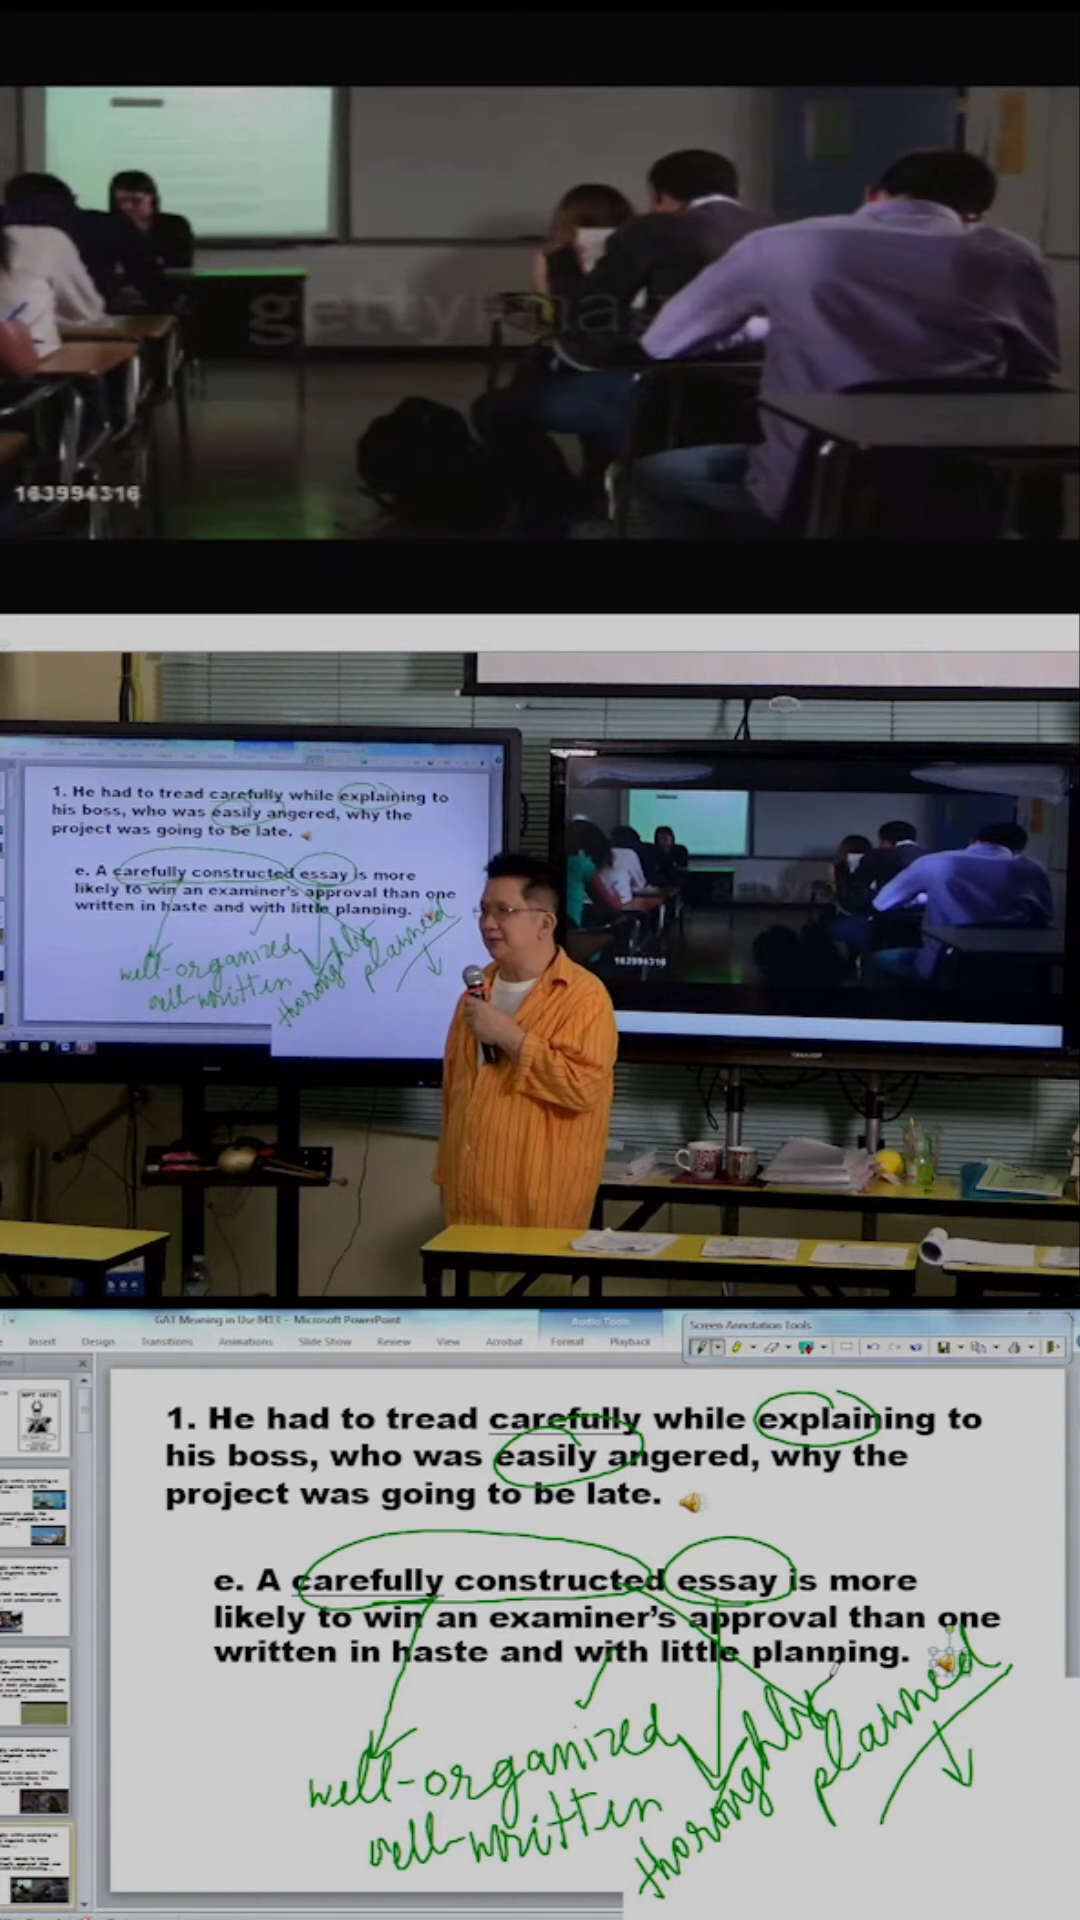 gettyima
163994316
1. He had to tread carefully while explaining to
his boss, who was easily angered, why the
project was going to be late.
e. A carefully constructed essay is more
likely to win an examiner's approval than one
written in haste and with little planning.
well-organized
well-written
thoroughly
planned
163994316
GAT Meaning in Use 8413 - Microsoft PowerPoint
Audio Tools
Screen Annotation Tools
Insert Design Transitions Animations Slide Show Review View Acrobat Format Playback
1. He had to tread carefully while explaining to
his boss, who was easily angered, why the
project was going to be late.
e. A carefully constructed essay is more
likely to win an examiner’s approval than one
written in haste and with little planning.
well-organized
well-written
thoroughly
planned